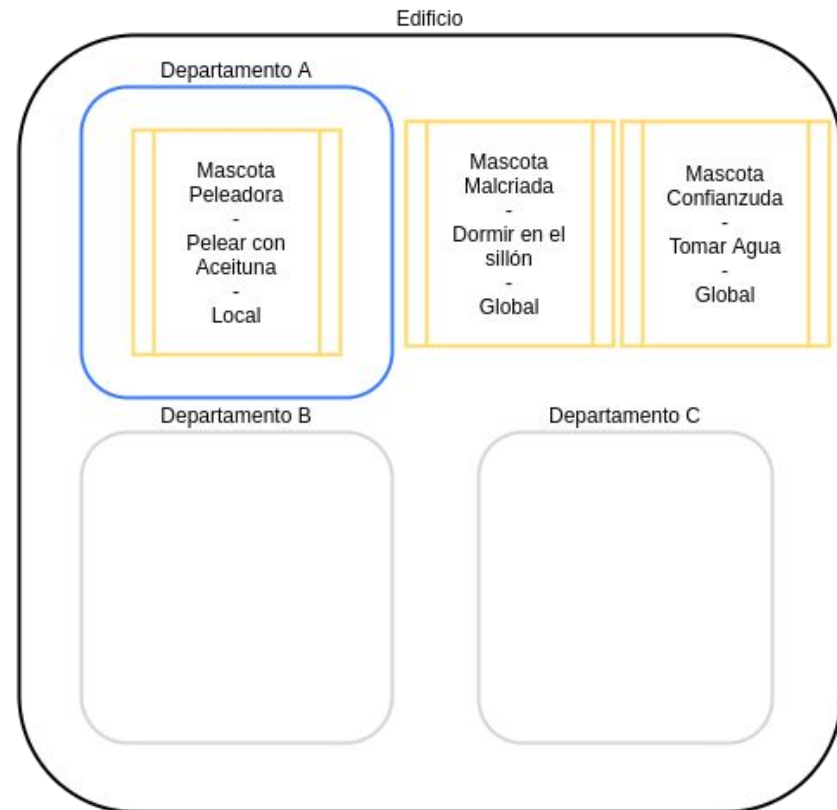 Edificio
Departamento A
Mascota
Peleadora
-
Pelear con
Aceituna
-
Local
Mascota
Malcriada
-
Dormir en el
sillón
-
Global
Mascota
Confianzuda
-
Tomar Agua
-
Global
Departamento B
Departamento C